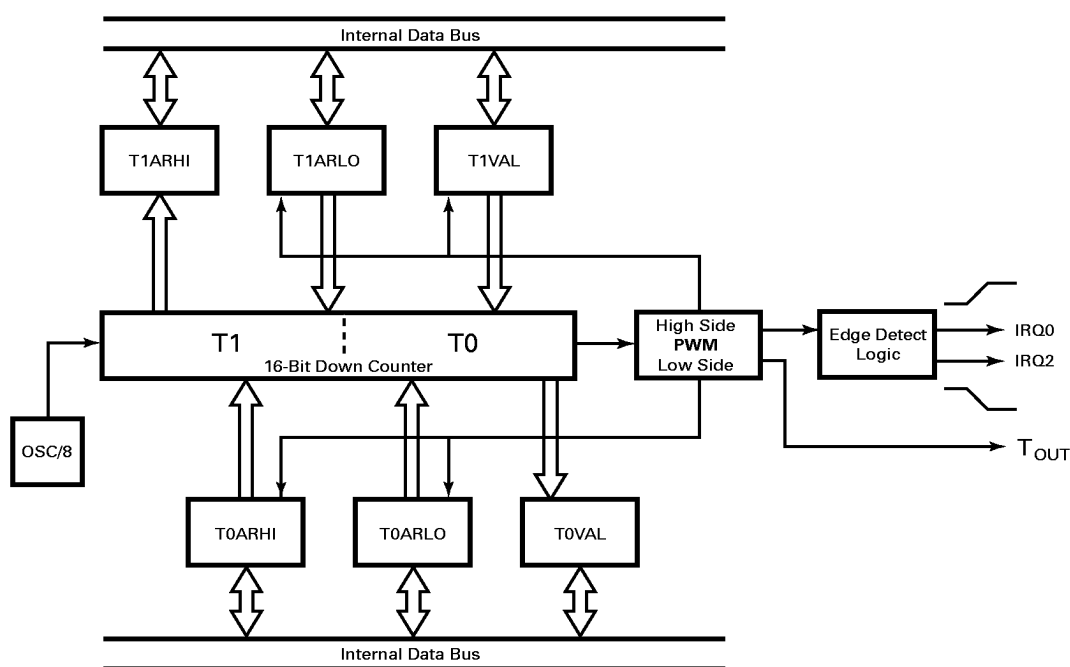 Internal Data Bus
T1ARHI
T1ARLO
T1VAL
T1
T0
16-Bit Down Counter
High Side
PWM
Low Side
Edge Detect
Logic
IRQ0
IRQ2
OSC/8
TOUT
T0ARHI
T0ARLO
T0VAL
Internal Data Bus